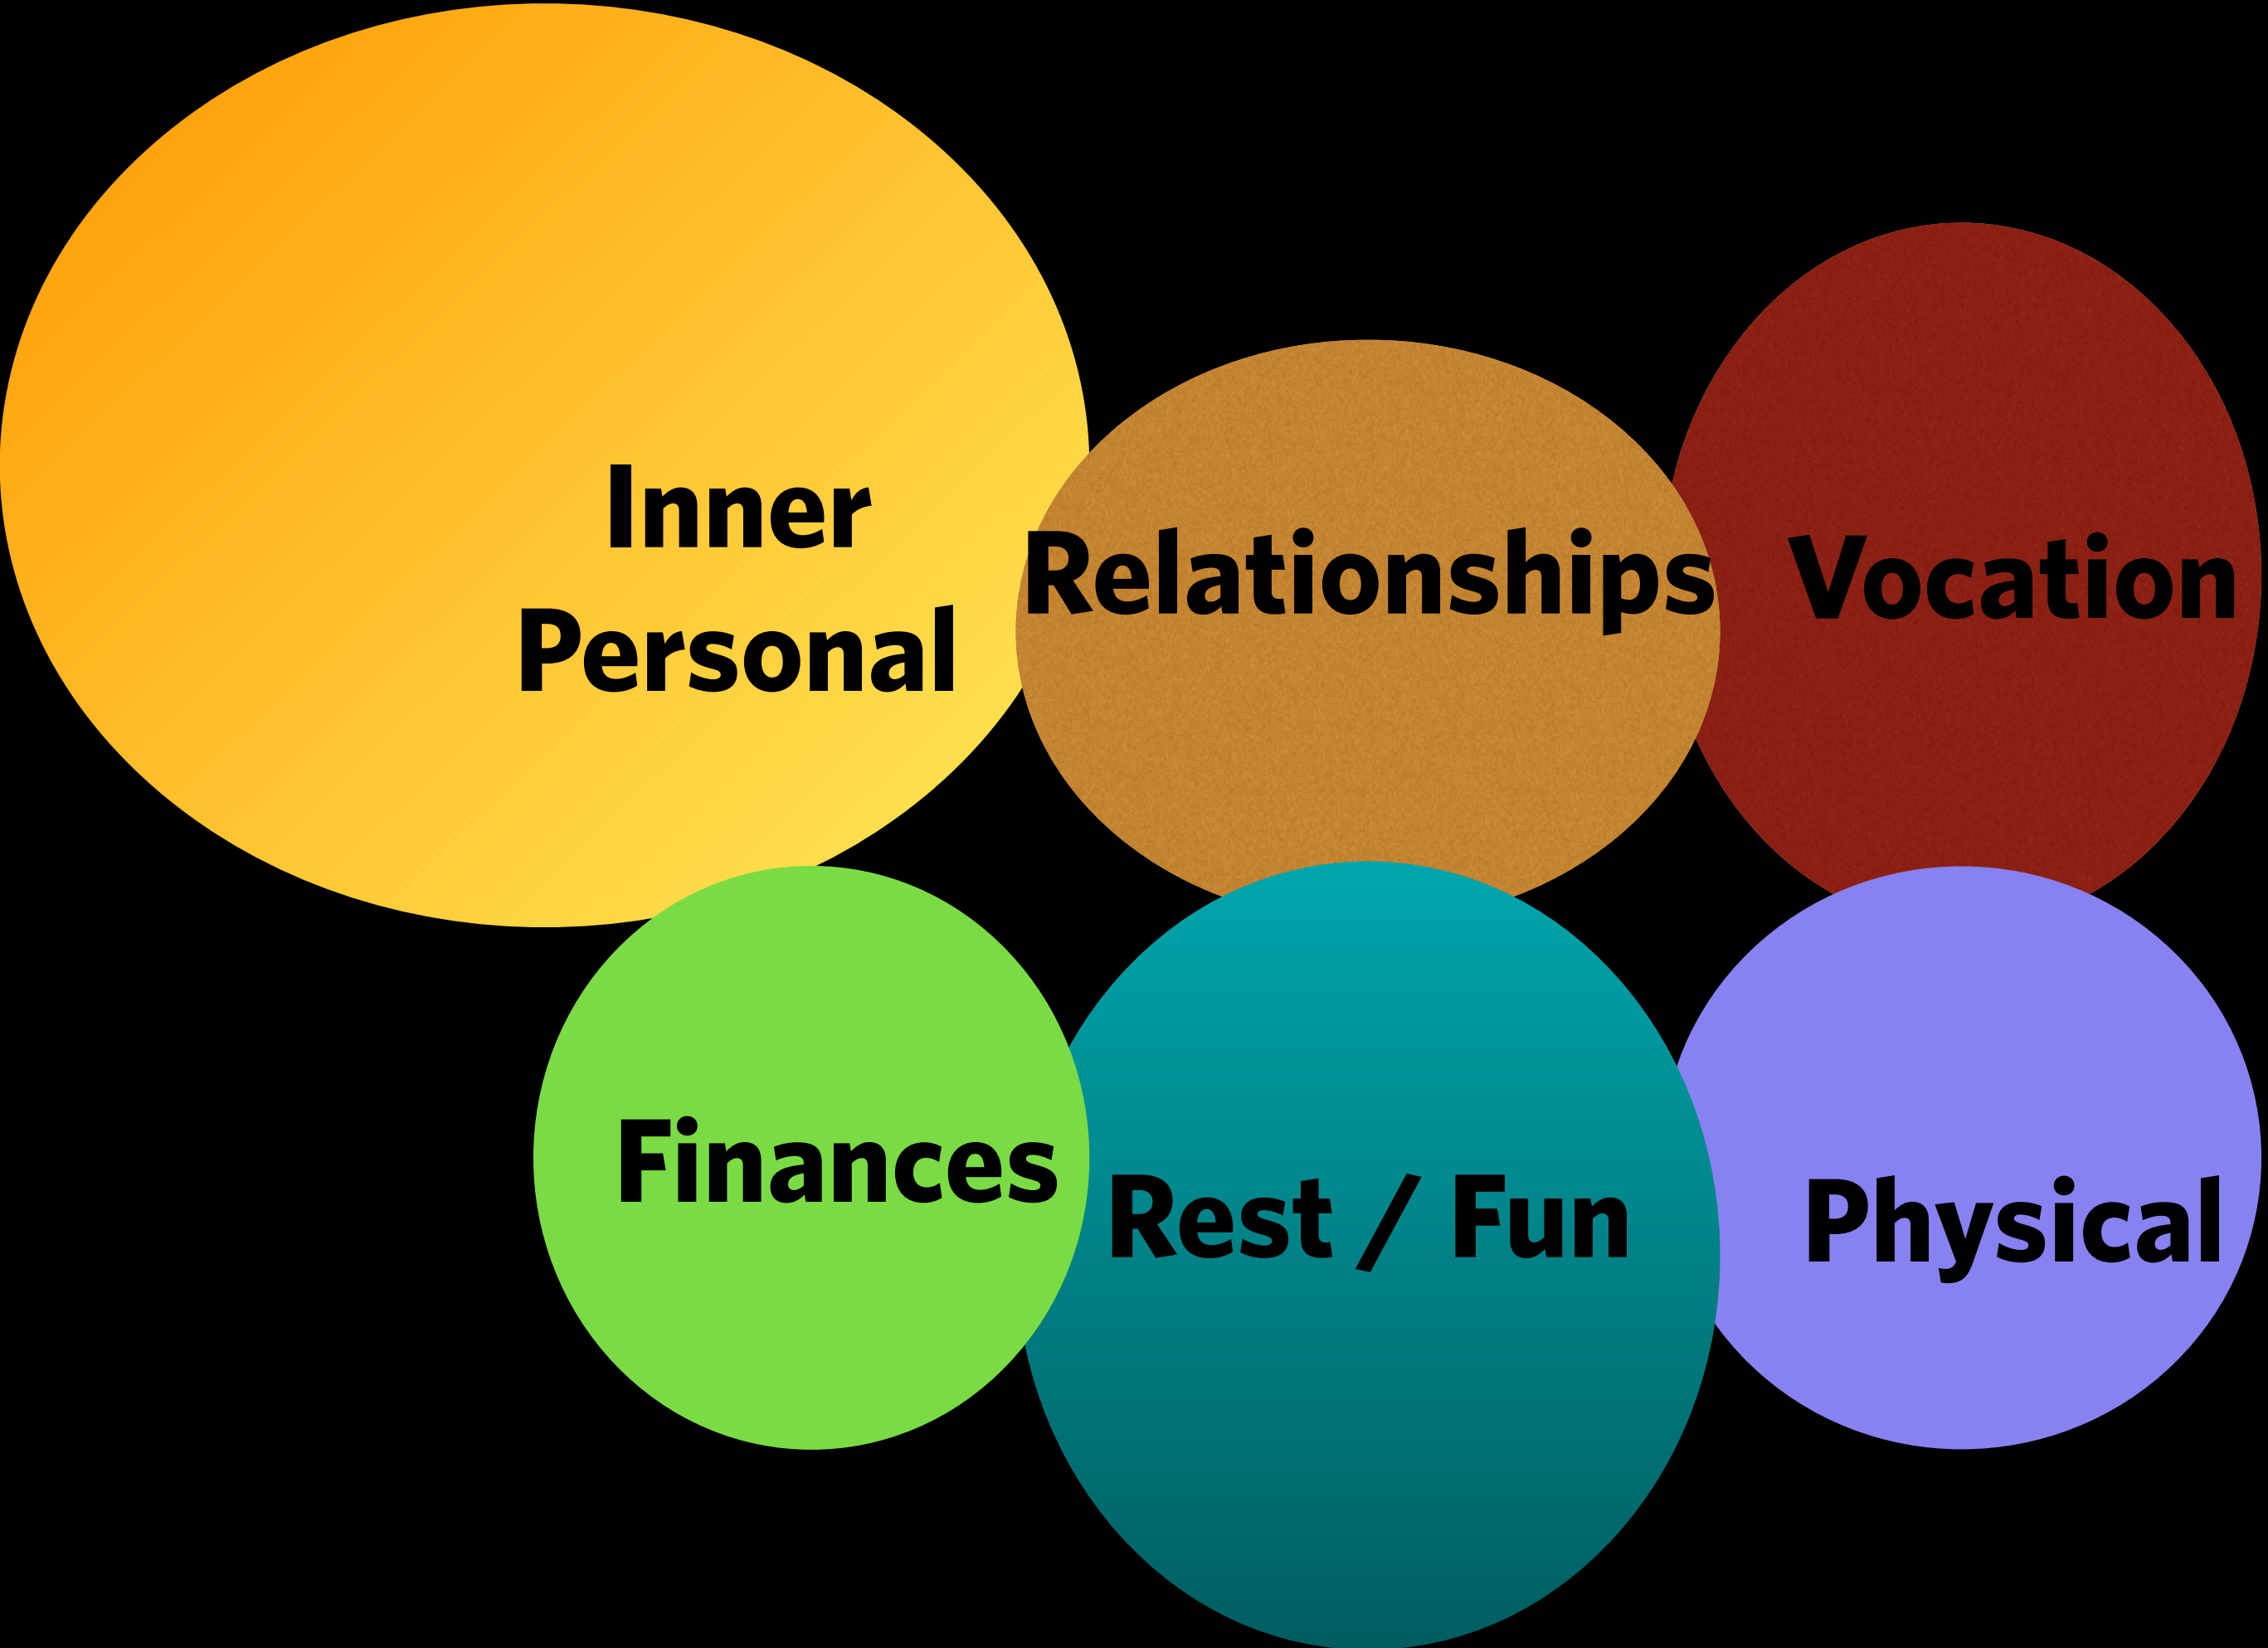 Inner
Personal
Relationships
Vocation
Finances
Rest / Fun
Physical